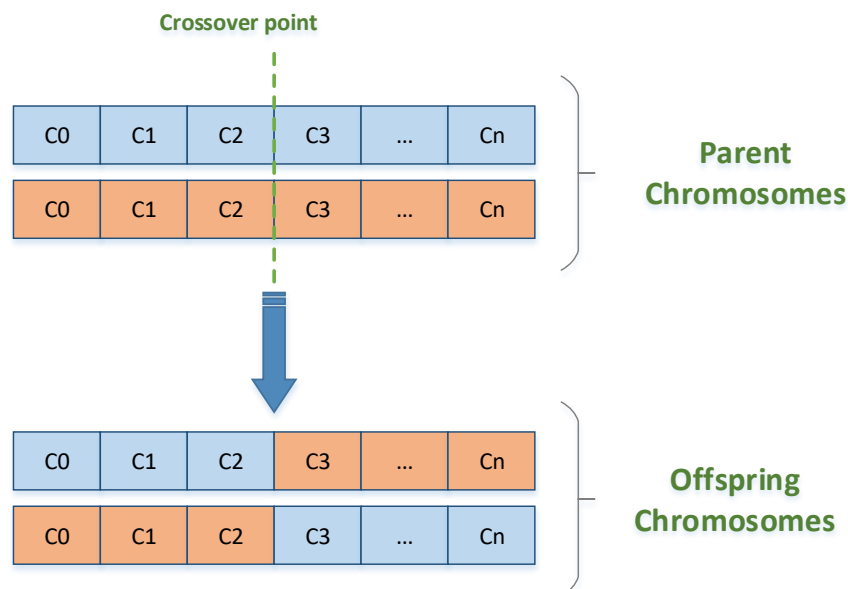 Crossover point
C0 C1 C2 C3 ... Cn
C0 C1 C2 C3 ... Cn
Parent
Chromosomes
C0 C1 C2 C3 ... Cn
C0 C1 C2 C3 ... Cn
Offspring
Chromosomes